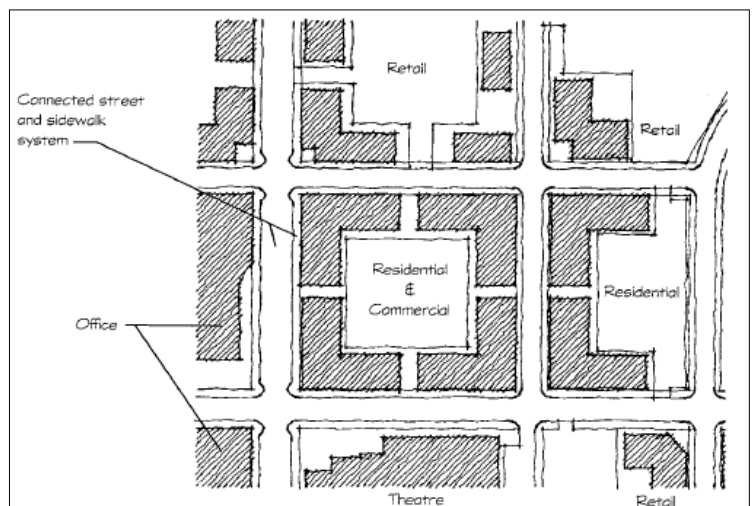 Retail
Connected street
and sidewalk
system
Retail
Residential
&
Commercial
Residential
Office
Theatre
Retail